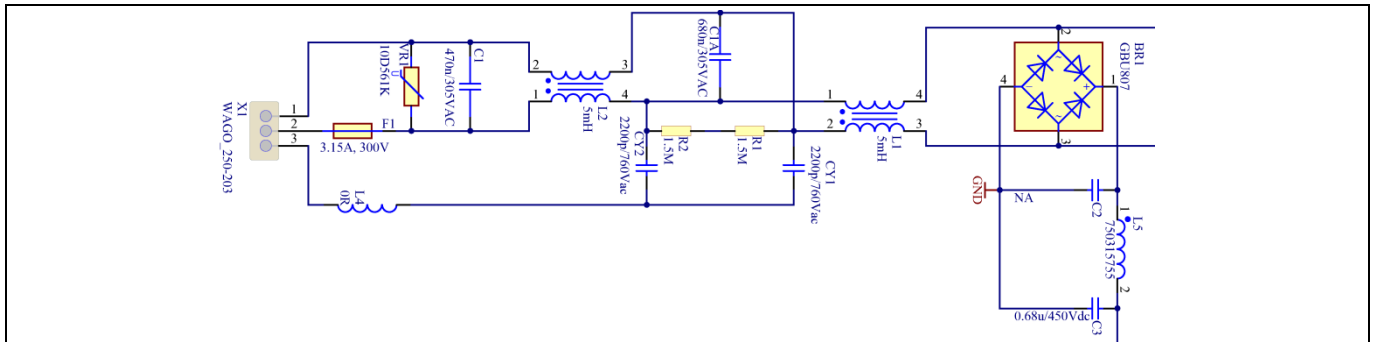 X1
WAGO_250-203
1
2
3
F1
3.15A, 300V
L4
0R
VR1
10D561K
U
C1
470n/305VAC
2
3
1
4
L2
5mH
CY2
2200p/760Vac
R2
1.5M
R1
1.5M
C1A
680n/305VAC
CY1
2200p/760Vac
1
4
2
3
L1
5mH
BR1
GBU807
2
4
1
3
~
~
-
+
GND
NA
C2
1
L5
750315755
2
0.68u/450Vdc
C3